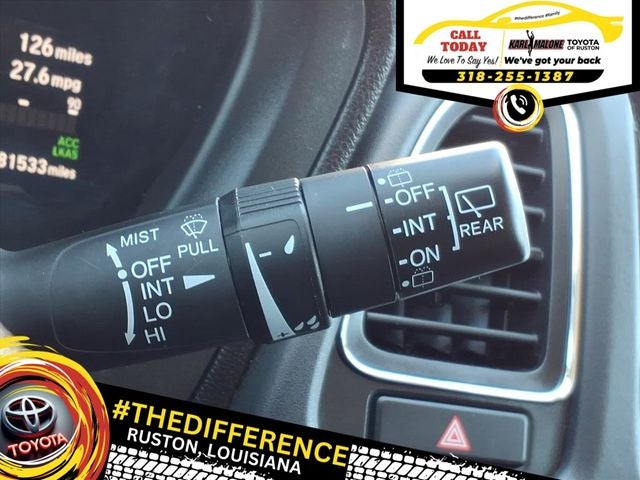 126 miles
27.6 mpg
90
ACC
LKAS
31533 miles
#thedifference #family
CALL
TODAY
We Love To Say Yes!
KARL MALONE TOYOTA
OF RUSTON
We've got your back
318-255-1387
MIST
OFF
INT
LO
HI
PULL
OFF
INT
ON
REAR
TOYOTA
#THEDIFFERENCE
RUSTON, LOUISIANA